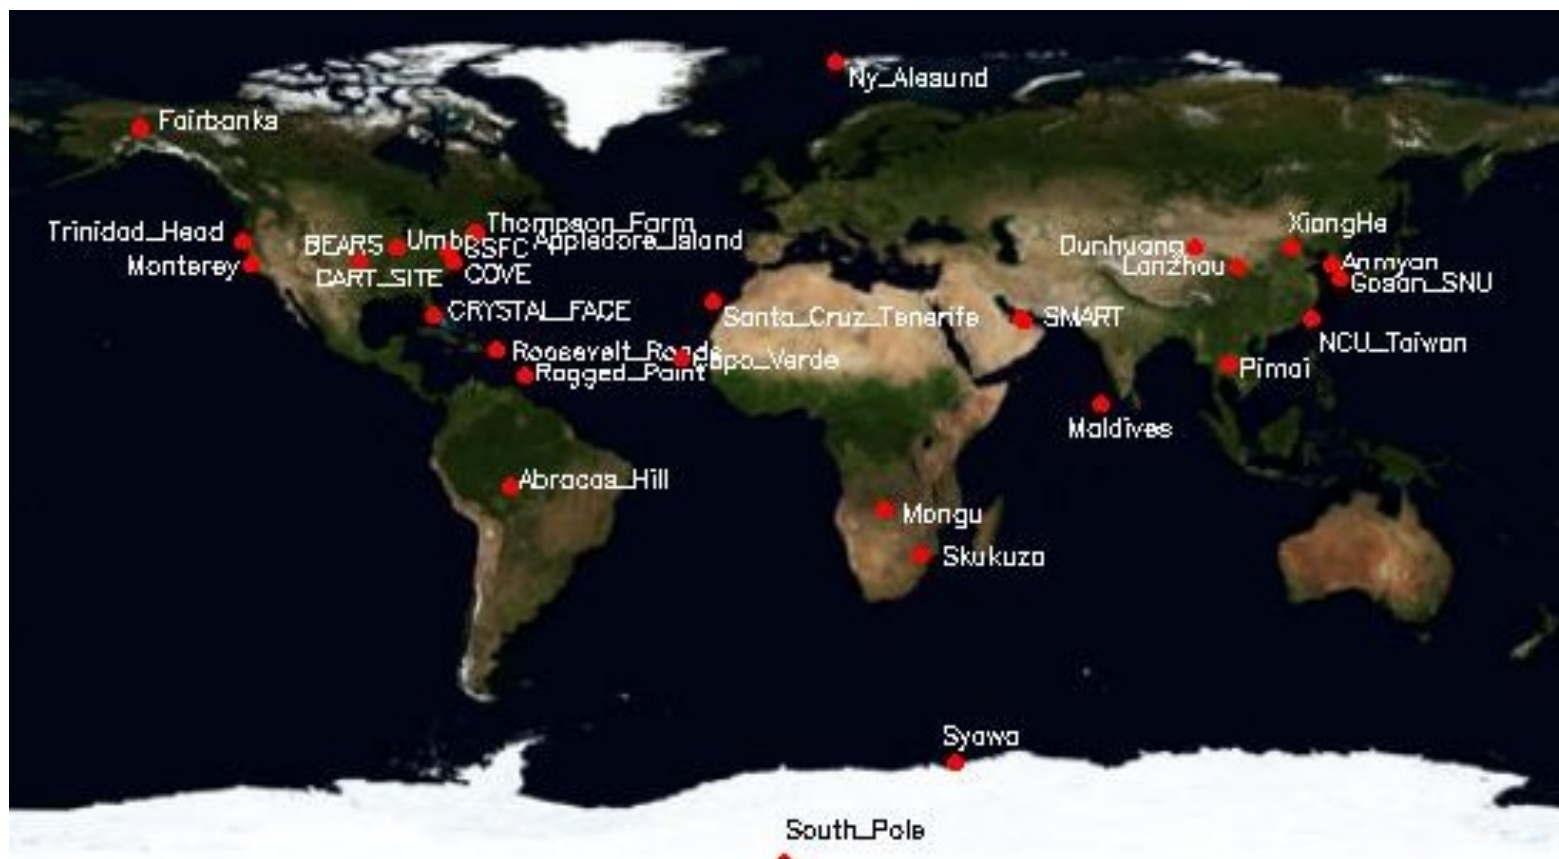 Ny_Alesund
Fairbanks
Trinidad_Head
Thompson_Farm
XiangHe
BEARS
GSFC
Appledore_Island
Dunhuang
Monterey
Lanzhou
Anmyon
CART_SITE
COVE
Gosan_SNU
CRYSTAL_FACE
Santa_Cruz_Tenerife
SMART
NCU_Taiwan
Roosevelt_Roads
Capo_Verde
Ragged_Point
Pimai
Maldives
Abracos_Hill
Mongu
Skukuza
Syowa
South_Pole